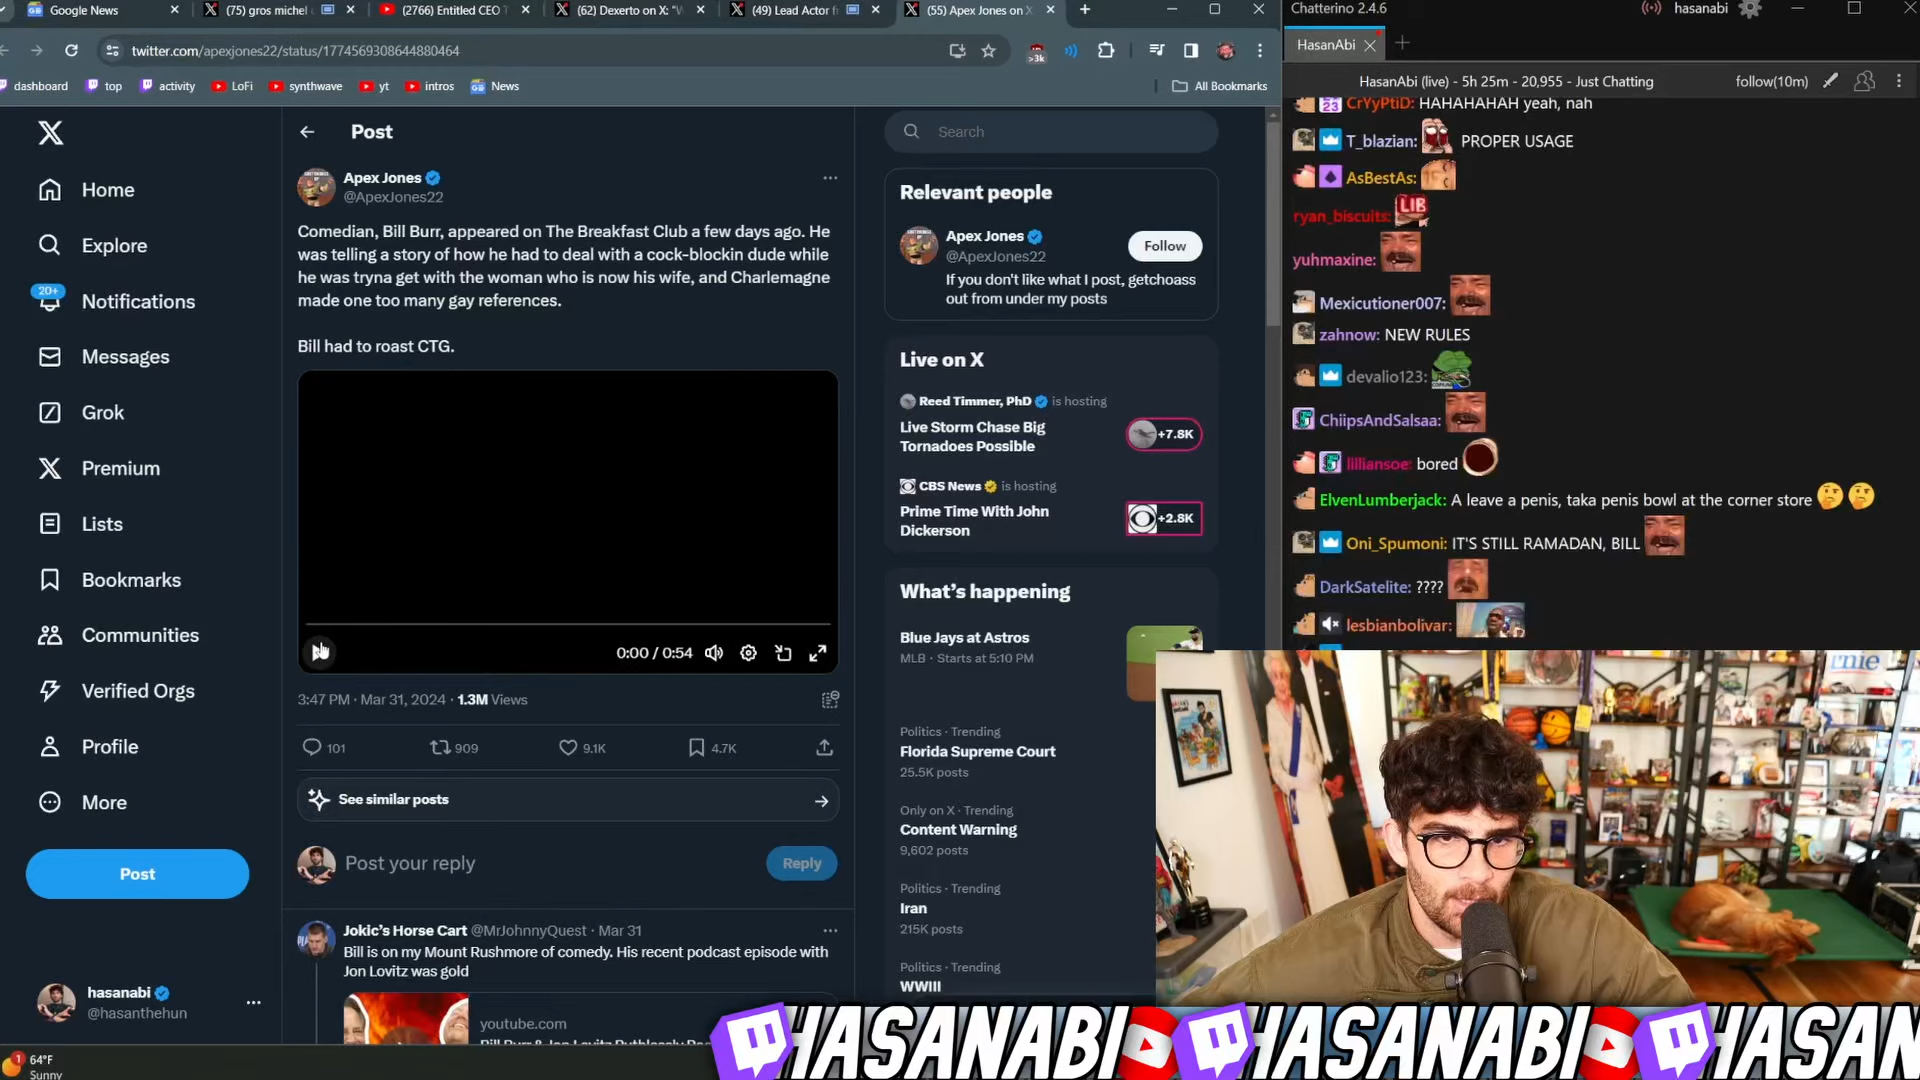 Google News
(75) gros michel
(2766) Entitled CEO
(62) Dexerto on X: "W
(49) Lead Actor f
(55) Apex Jones on X
twitter.com/apexjones22/status/1774569308644880464
>3k
dashboard
top
activity
LoFi
synthwave
yt
intros
News
All Bookmarks
Home
Explore
20+
Notifications
Messages
Grok
Premium
Lists
Bookmarks
Communities
Verified Orgs
Profile
More
Post
hasanabi
@hasanthehun
Post
Apex Jones
@ApexJones22
Comedian, Bill Burr, appeared on The Breakfast Club a few days ago. He
was telling a story of how he had to deal with a cock-blockin dude while
he was tryna get with the woman who is now his wife, and Charlemagne
made one too many gay references.
Bill had to roast CTG.
0:00 / 0:54
3:47 PM · Mar 31, 2024 · 1.3M Views
101
909
9.1K
4.7K
See similar posts
Post your reply
Reply
Jokic's Horse Cart @MrJohnnyQuest · Mar 31
Bill is on my Mount Rushmore of comedy. His recent podcast episode with
Jon Lovitz was gold
youtube.com
Search
Relevant people
Apex Jones
@ApexJones22
Follow
If you don't like what I post, getchoass
out from under my posts
Live on X
Reed Timmer, PhD is hosting
Live Storm Chase Big
Tornadoes Possible
+7.8K
CBS News is hosting
Prime Time With John
Dickerson
+2.8K
What's happening
Blue Jays at Astros
MLB · Starts at 5:10 PM
Politics · Trending
Florida Supreme Court
25.5K posts
Only on X · Trending
Content Warning
9,602 posts
Politics · Trending
Iran
215K posts
Politics · Trending
WWIII
Chatterino 2.4.6
hasanabi
HasanAbi
HasanAbi (live) - 5h 25m - 20,955 - Just Chatting
follow(10m)
23 CrYyPtiD: HAHAHAHAH yeah, nah
T_blazian: PROPER USAGE
AsBestAs:
ryan_biscuits: LIB
yuhmaxine:
Mexicutioner007:
zahnow: NEW RULES
devalio123:
ChiipsAndSalsaa:
lilliansoe: bored
ElvenLumberjack: A leave a penis, taka penis bowl at the corner store
Oni_Spumoni: IT'S STILL RAMADAN, BILL
DarkSatelite: ????
lesbianbolivar:
rnie
1
64°F
Sunny
HASANABI HASANABI HASAN